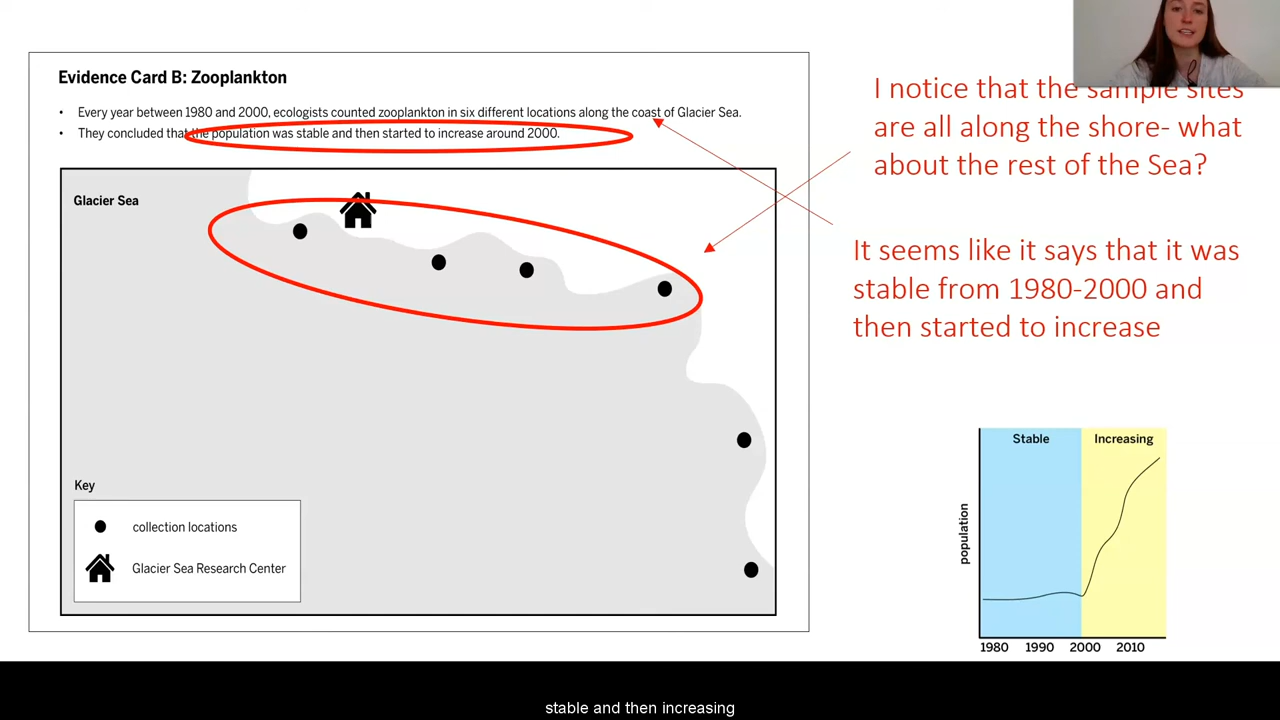 Evidence Card B: Zooplankton
• Every year between 1980 and 2000, ecologists counted zooplankton in six different locations along the coast of Glacier Sea.
• They concluded that the population was stable and then started to increase around 2000.
Glacier Sea
Key
collection locations
Glacier Sea Research Center
I notice that the sample sites
are all along the shore- what
about the rest of the Sea?
It seems like it says that it was
stable from 1980-2000 and
then started to increase
Stable Increasing
population
1980 1990 2000 2010
stable and then increasing